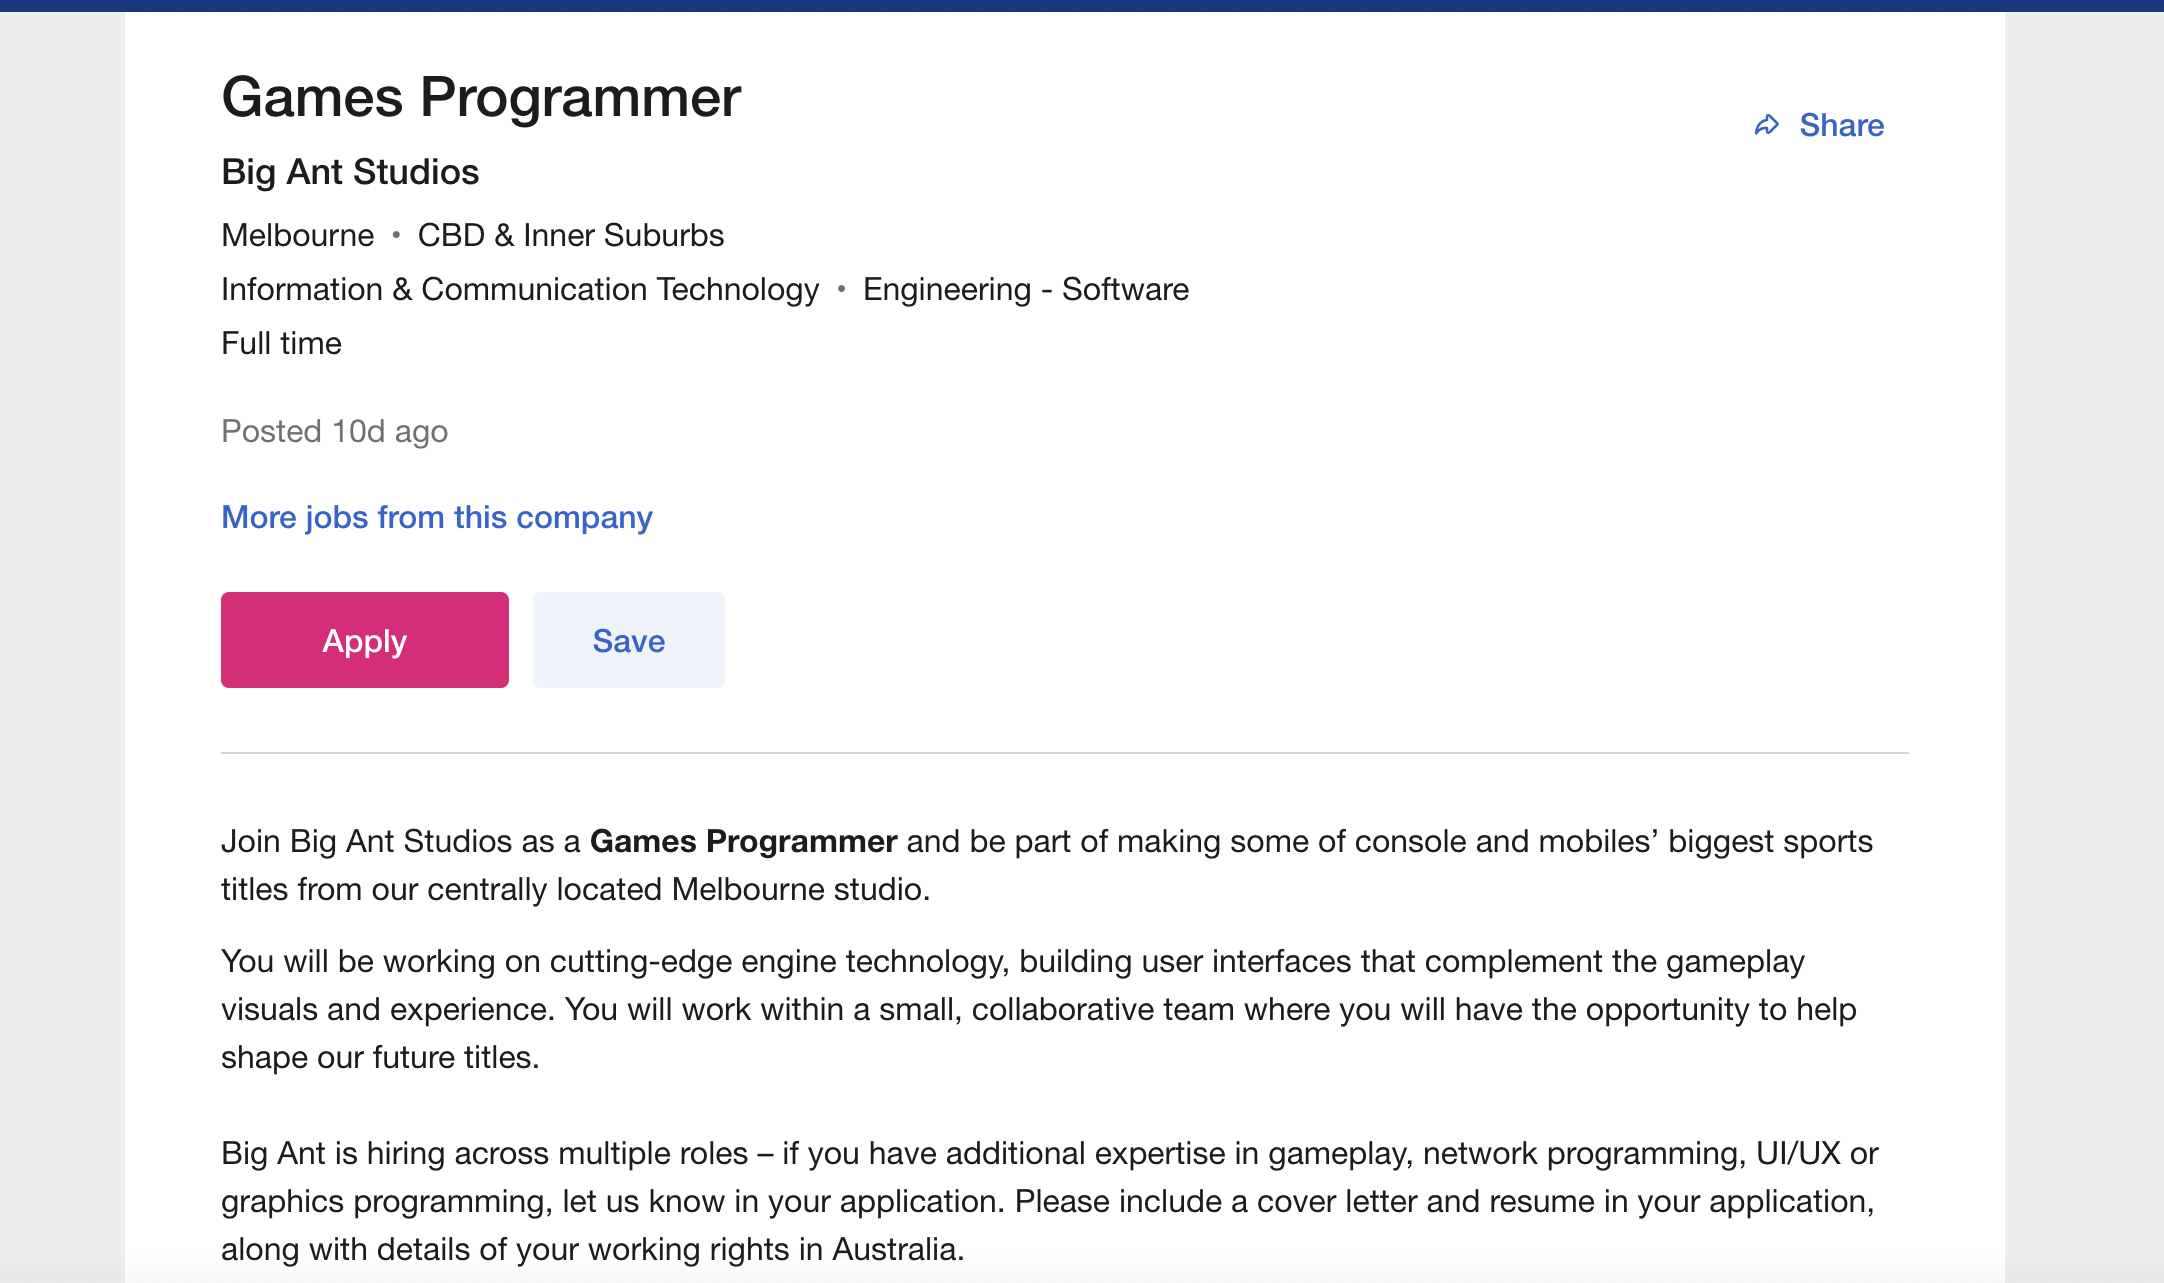 Games Programmer
Share
Big Ant Studios
Melbourne • CBD & Inner Suburbs
Information & Communication Technology • Engineering - Software
Full time
Posted 10d ago
More jobs from this company
Apply Save
Join Big Ant Studios as a Games Programmer and be part of making some of console and mobiles’ biggest sports
titles from our centrally located Melbourne studio.
You will be working on cutting-edge engine technology, building user interfaces that complement the gameplay
visuals and experience. You will work within a small, collaborative team where you will have the opportunity to help
shape our future titles.
Big Ant is hiring across multiple roles – if you have additional expertise in gameplay, network programming, UI/UX or
graphics programming, let us know in your application. Please include a cover letter and resume in your application,
along with details of your working rights in Australia.